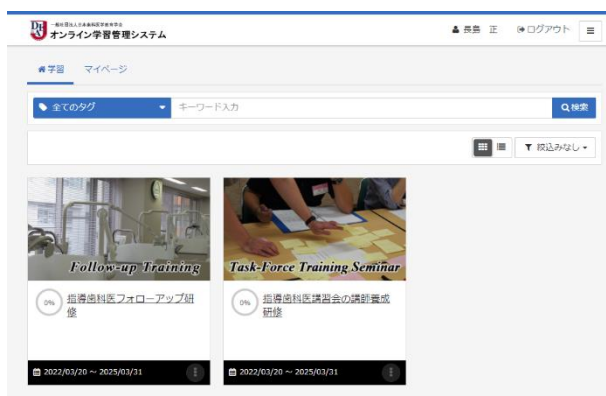 一般社団法人日本歯科医学教育学会
オンライン学習管理システム
長島 正
ログアウト
学習 マイページ
全てのタグ
キーワード入力
検索
絞込みなし
Follow-up Training
Task-Force Training Seminar
0%
指導歯科医フォローアップ研
修
0%
指導歯科医講習会の講師養成
研修
2022/03/20 ~ 2025/03/31
2022/03/20 ~ 2025/03/31